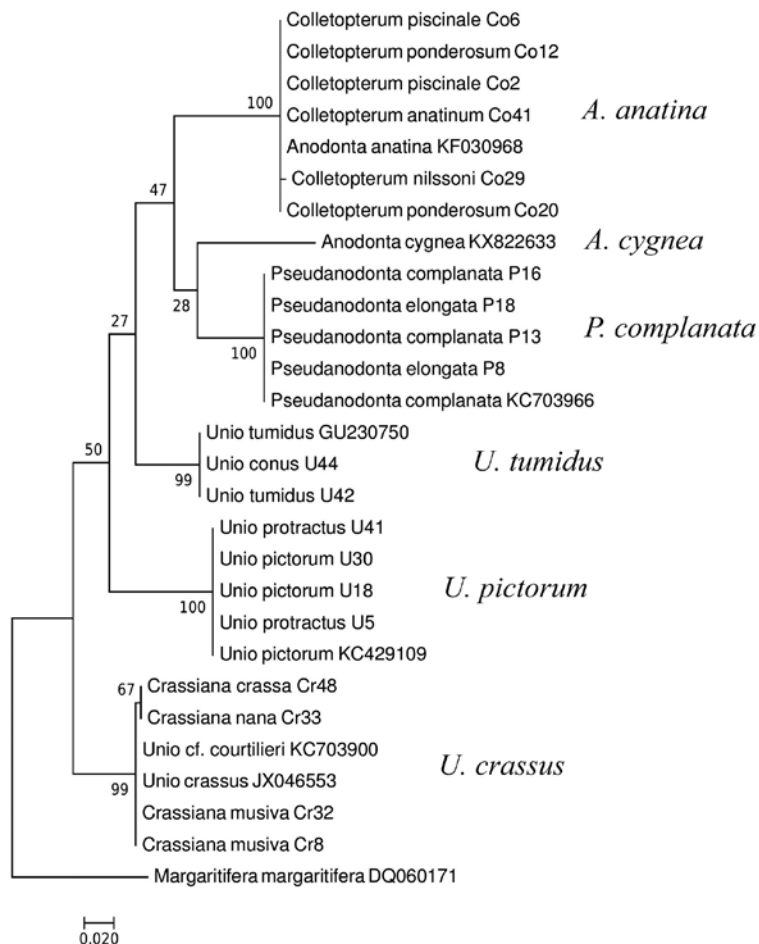 Colletopterum piscinale Co6
Colletopterum ponderosum Co12
Colletopterum piscinale Co2
100
Colletopterum anatinum Co41
A. anatina
Anodonta anatina KF030968
Colletopterum nilssoni Co29
47
Colletopterum ponderosum Co20
Anodonta cygnea KX822633
A. cygnea
Pseudanodonta complanata P16
28
Pseudanodonta elongata P18
27
Pseudanodonta complanata P13
P. complanata
100
Pseudanodonta elongata P8
Pseudanodonta complanata KC703966
Unio tumidus GU230750
50
Unio conus U44
U. tumidus
99
Unio tumidus U42
Unio protractus U41
Unio pictorum U30
Unio pictorum U18
U. pictorum
100
Unio protractus U5
Unio pictorum KC429109
67
Crassiana crassa Cr48
Crassiana nana Cr33
Unio cf. courtilieri KC703900
U. crassus
99
Unio crassus JX046553
Crassiana musiva Cr32
Crassiana musiva Cr8
Margaritifera margaritifera DQ060171
0.020